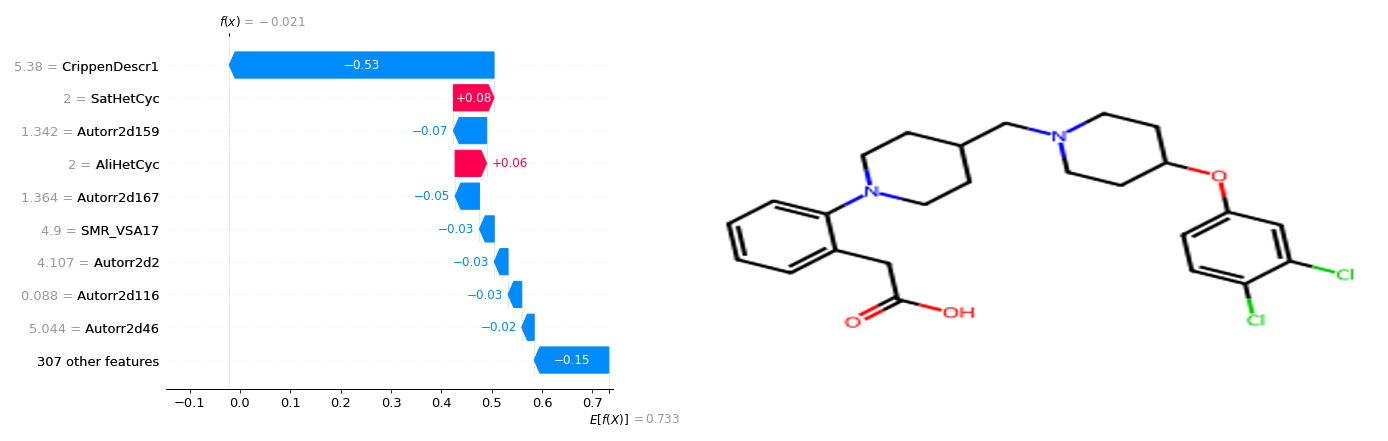 f(x) = −0.021
5.38 = CrippenDescr1
−0.53
2 = SatHetCyc
+0.08
1.342 = Autorr2d159
−0.07
2 = AliHetCyc
+0.06
1.364 = Autorr2d167
−0.05
4.9 = SMR_VSA17
−0.03
4.107 = Autorr2d2
−0.03
0.088 = Autorr2d116
−0.03
5.044 = Autorr2d46
−0.02
307 other features
−0.15
−0.1 0.0 0.1 0.2 0.3 0.4 0.5 0.6 0.7
E[f(X)] = 0.733
N
N
O
O
OH
Cl
Cl